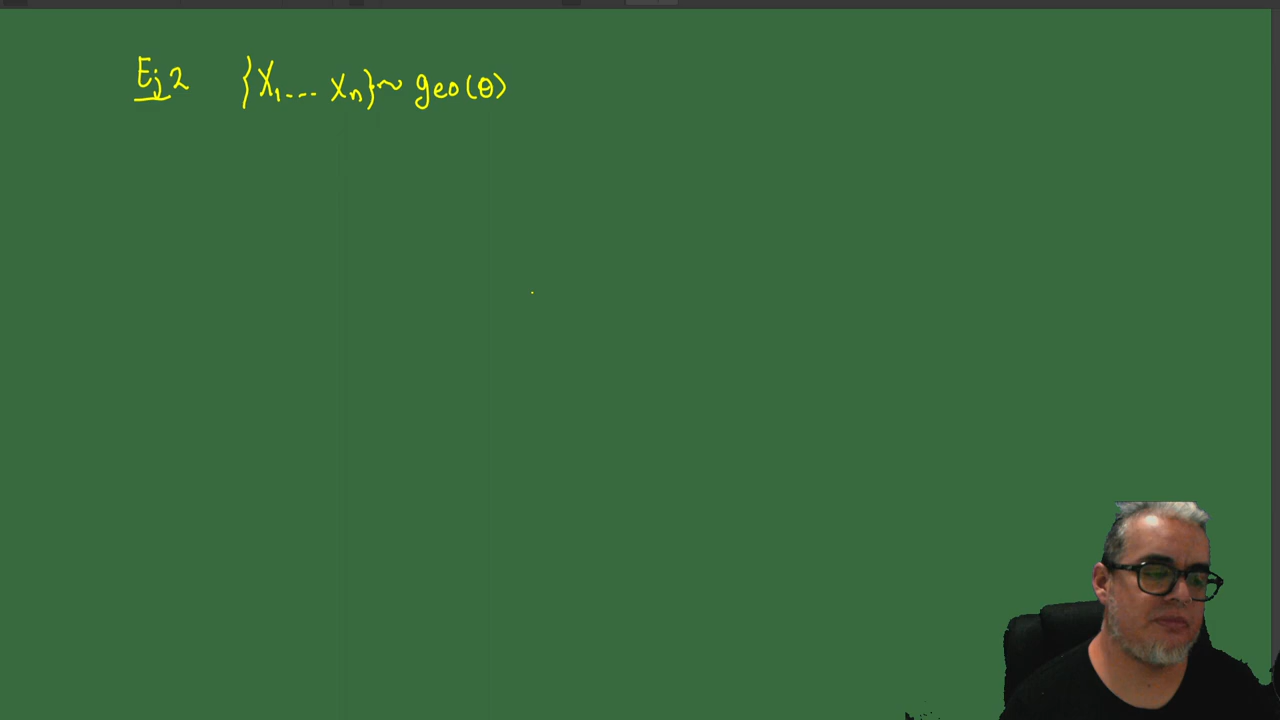 Ej 2 {X₁ ... Xₙ} ~ geo(θ)